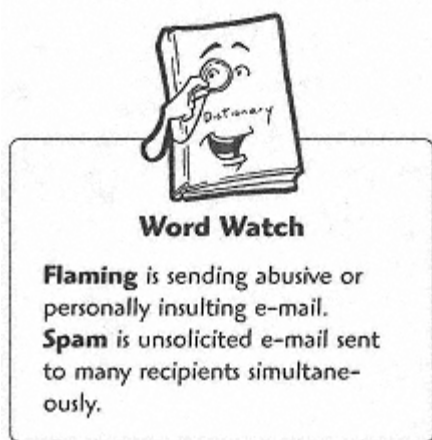 Dictionary
Word Watch
Flaming is sending abusive or
personally insulting e-mail.
Spam is unsolicited e-mail sent
to many recipients simultane-
ously.